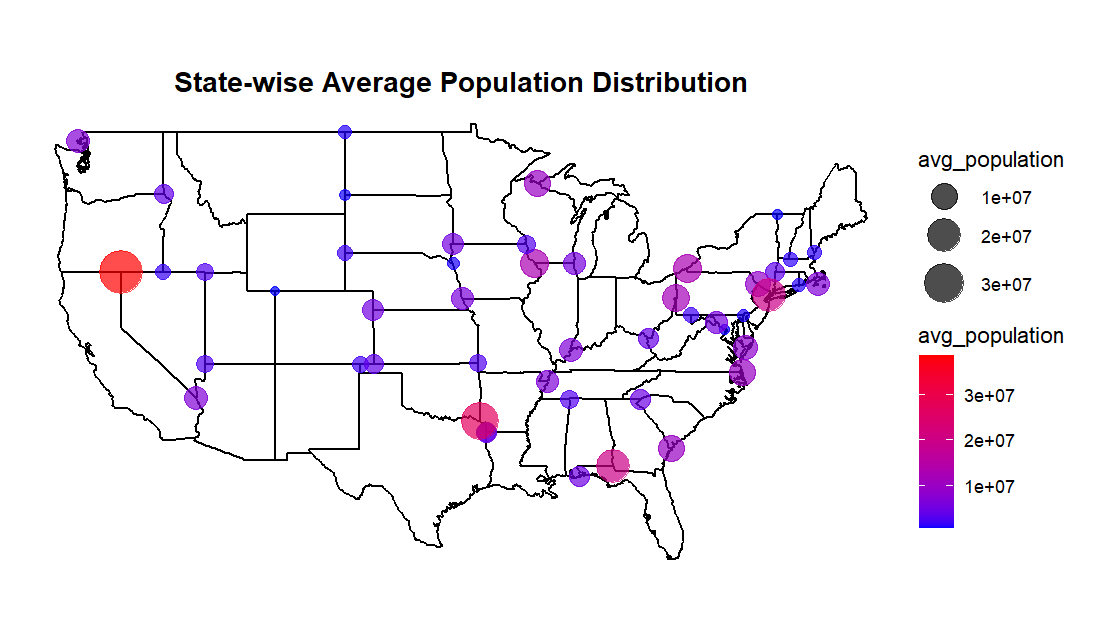 State-wise Average Population Distribution
avg_population
1e+07
2e+07
3e+07
avg_population
3e+07
2e+07
1e+07